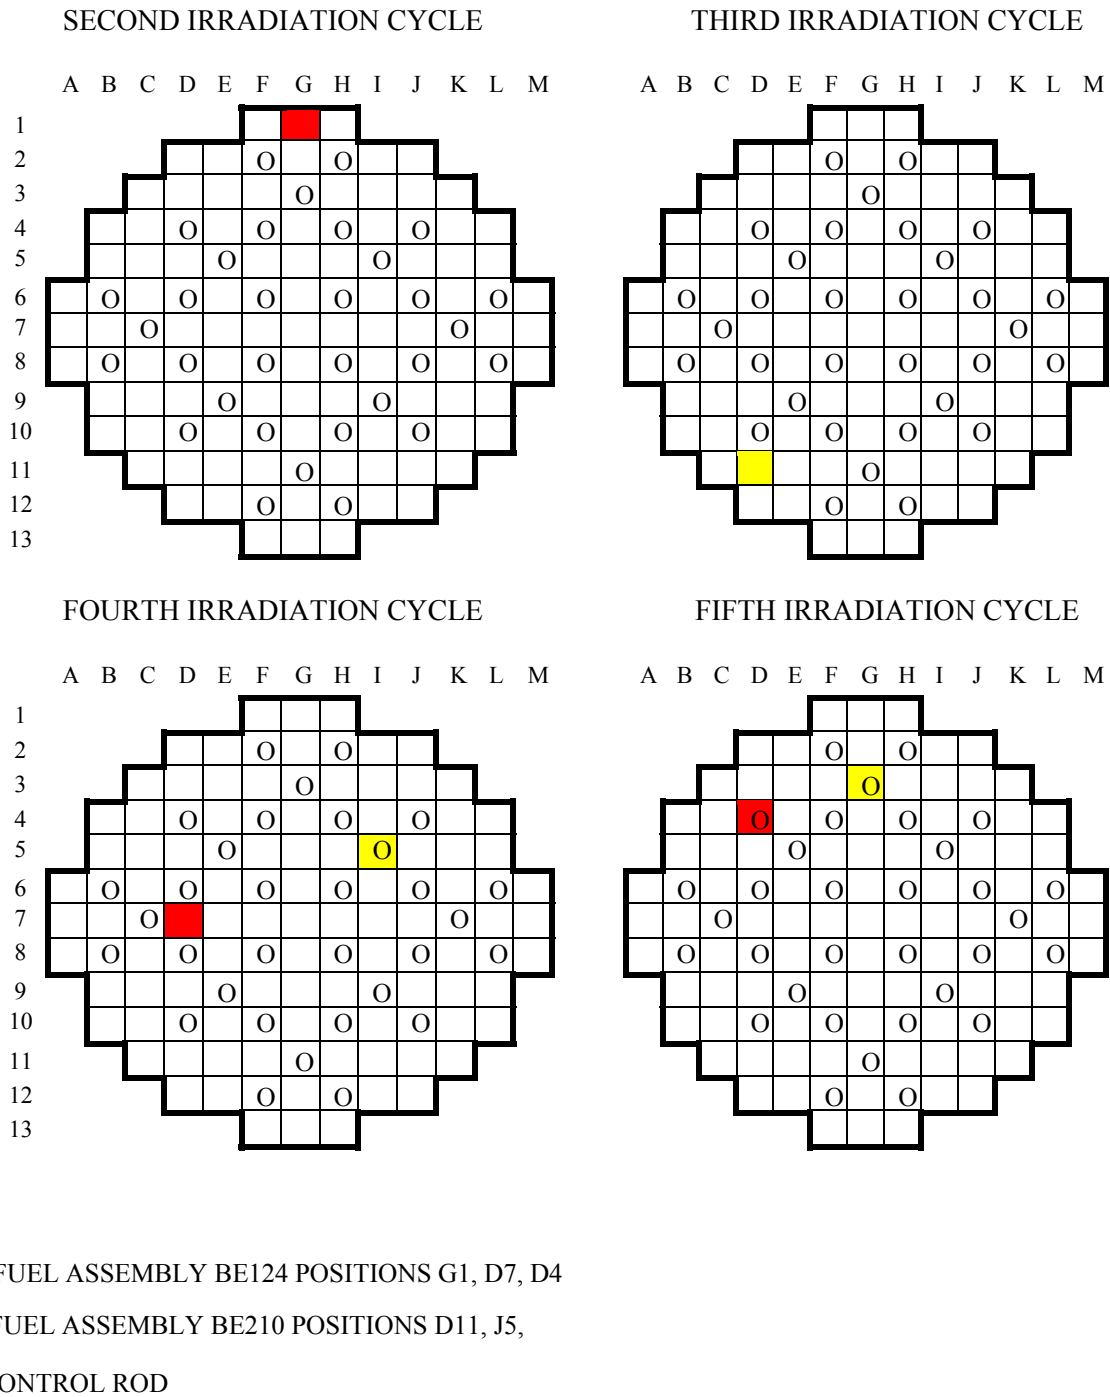 SECOND IRRADIATION CYCLE THIRD IRRADIATION CYCLE
A B C D E F G H I J K L M A B C D E F G H I J K L M
1
2 O O O O
3 O O
4 O O O O O O O O
5 O O O O
6 O O O O O O O O O O O O
7 O O O O
8 O O O O O O O O O O O O
9 O O O O
10 O O O O O O O O
11 O O
12 O O O O
13
FOURTH IRRADIATION CYCLE FIFTH IRRADIATION CYCLE
A B C D E F G H I J K L M A B C D E F G H I J K L M
1
2 O O O O
3 O O
4 O O O O O O O O
5 O O O O
6 O O O O O O O O O O O O
7 O O O O
8 O O O O O O O O O O O O
9 O O O O
10 O O O O O O O O
11 O O
12 O O O O
13
FUEL ASSEMBLY BE124 POSITIONS G1, D7, D4
FUEL ASSEMBLY BE210 POSITIONS D11, J5,
ONTROL ROD